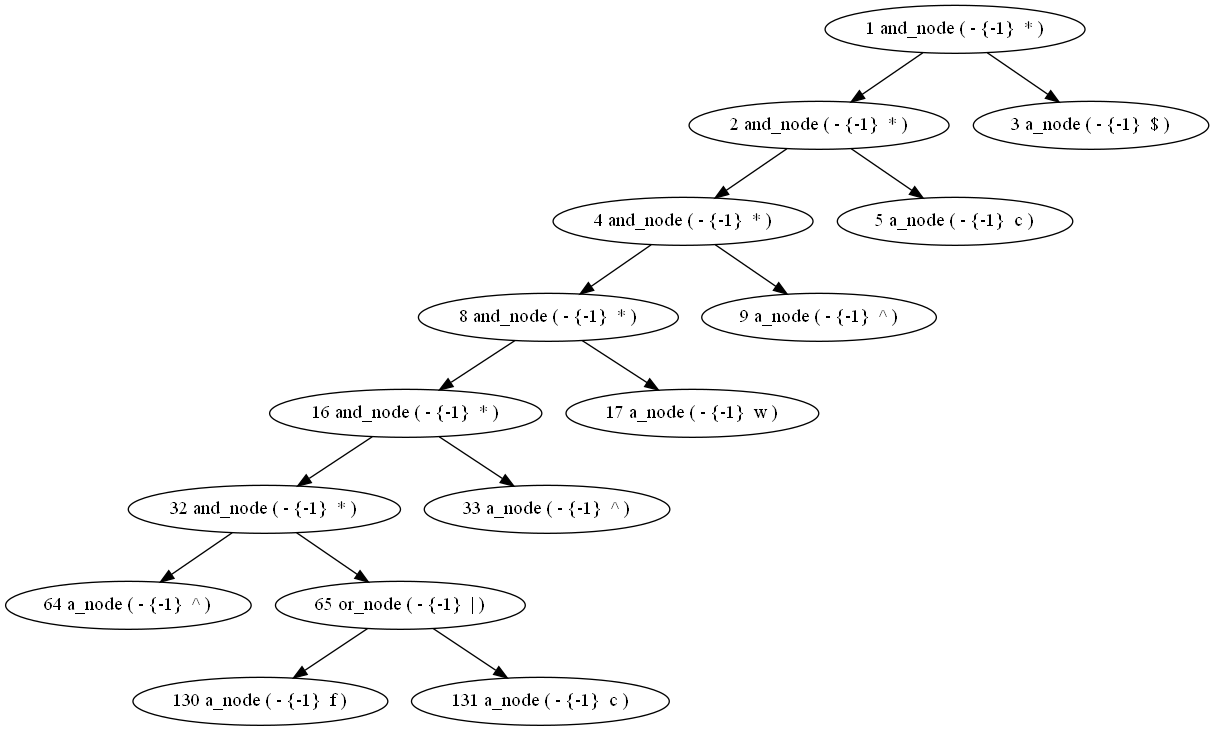 1 and_node ( - {-1}  * )
2 and_node ( - {-1}  * )
3 a_node ( - {-1}  $ )
4 and_node ( - {-1}  * )
5 a_node ( - {-1}  c )
8 and_node ( - {-1}  * )
9 a_node ( - {-1}  ^ )
16 and_node ( - {-1}  * )
17 a_node ( - {-1}  w )
32 and_node ( - {-1}  * )
33 a_node ( - {-1}  ^ )
64 a_node ( - {-1}  ^ )
65 or_node ( - {-1}  | )
130 a_node ( - {-1}  f )
131 a_node ( - {-1}  c )